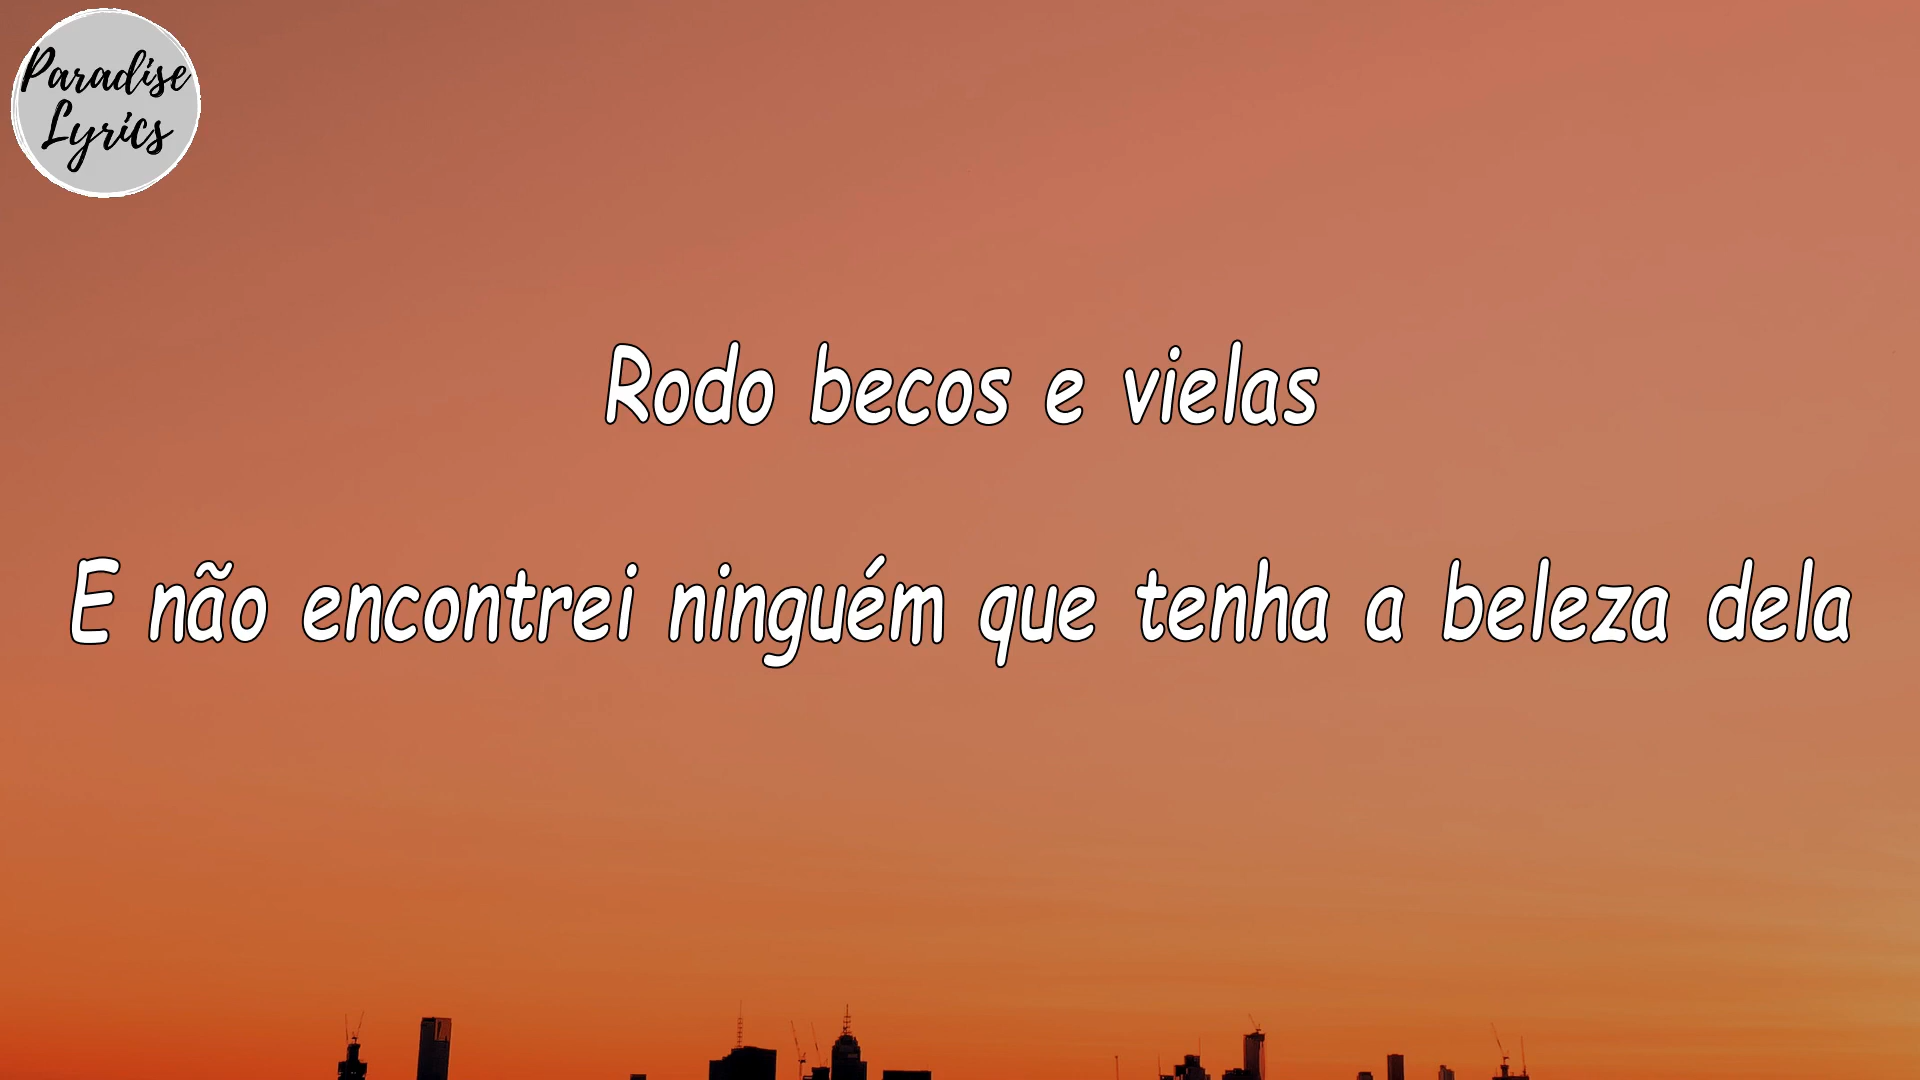 Paradise
Lyrics
Rodo becos e vielas
E não encontrei ninguém que tenha a beleza dela